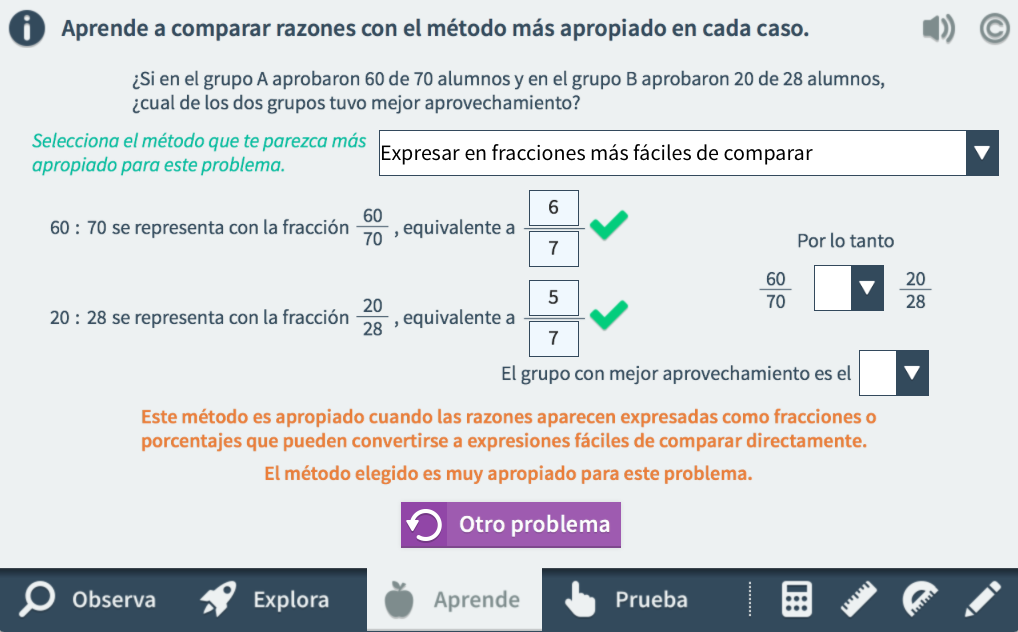 i Aprende a comparar razones con el método más apropiado en cada caso. ©
¿Si en el grupo A aprobaron 60 de 70 alumnos y en el grupo B aprobaron 20 de 28 alumnos,
¿cual de los dos grupos tuvo mejor aprovechamiento?
Selecciona el método que te parezca más
apropiado para este problema.
Expresar en fracciones más fáciles de comparar
60 : 70 se representa con la fracción 60/70 , equivalente a 6/7
Por lo tanto
60/70 20/28
20 : 28 se representa con la fracción 20/28 , equivalente a 5/7
El grupo con mejor aprovechamiento es el
Este método es apropiado cuando las razones aparecen expresadas como fracciones o
porcentajes que pueden convertirse a expresiones fáciles de comparar directamente.
El método elegido es muy apropiado para este problema.
Otro problema
Observa Explora Aprende Prueba